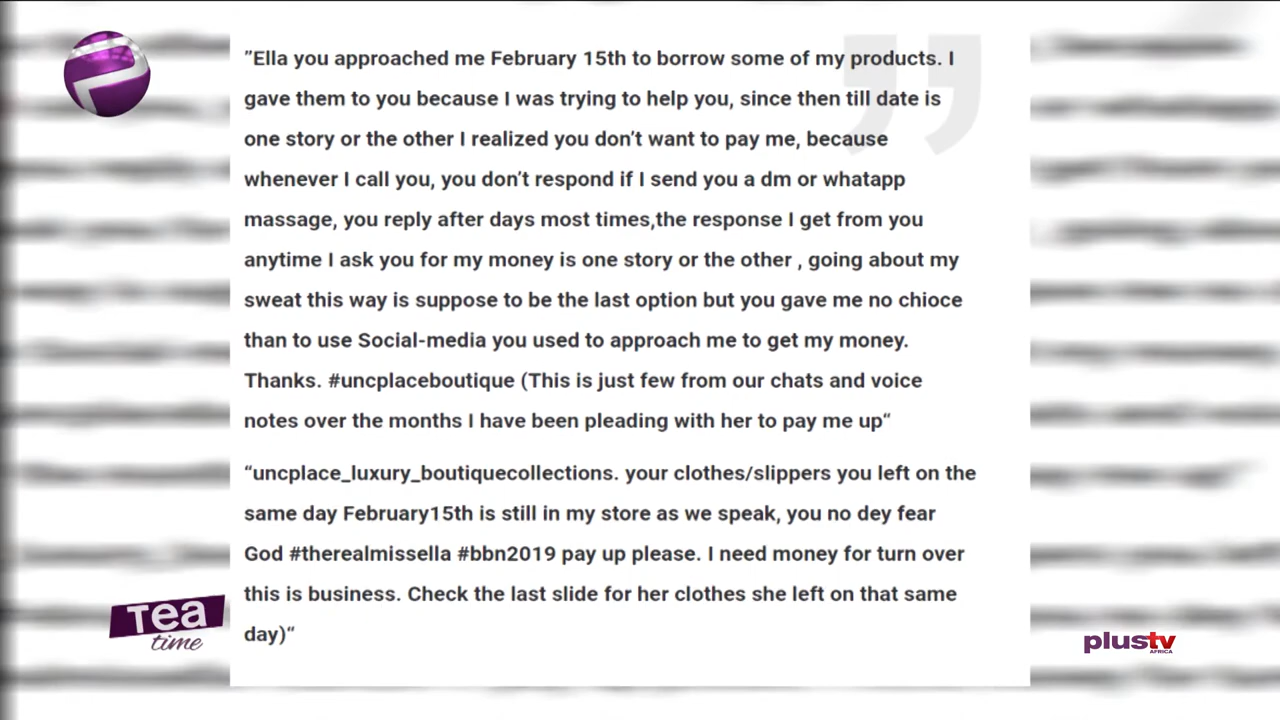 "Ella you approached me February 15th to borrow some of my products. I
gave them to you because I was trying to help you, since then till date is
one story or the other I realized you don't want to pay me, because
whenever I call you, you don't respond if I send you a dm or whatapp
massage, you reply after days most times,the response I get from you
anytime I ask you for my money is one story or the other , going about my
sweat this way is suppose to be the last option but you gave me no chioce
than to use Social-media you used to approach me to get my money.
Thanks. #uncplaceboutique (This is just few from our chats and voice
notes over the months I have been pleading with her to pay me up“
“uncplace_luxury_boutiquecollections. your clothes/slippers you left on the
same day February15th is still in my store as we speak, you no dey fear
God #therealmissella #bbn2019 pay up please. I need money for turn over
this is business. Check the last slide for her clothes she left on that same
day)“
Tea
time
plustv
AFRICA